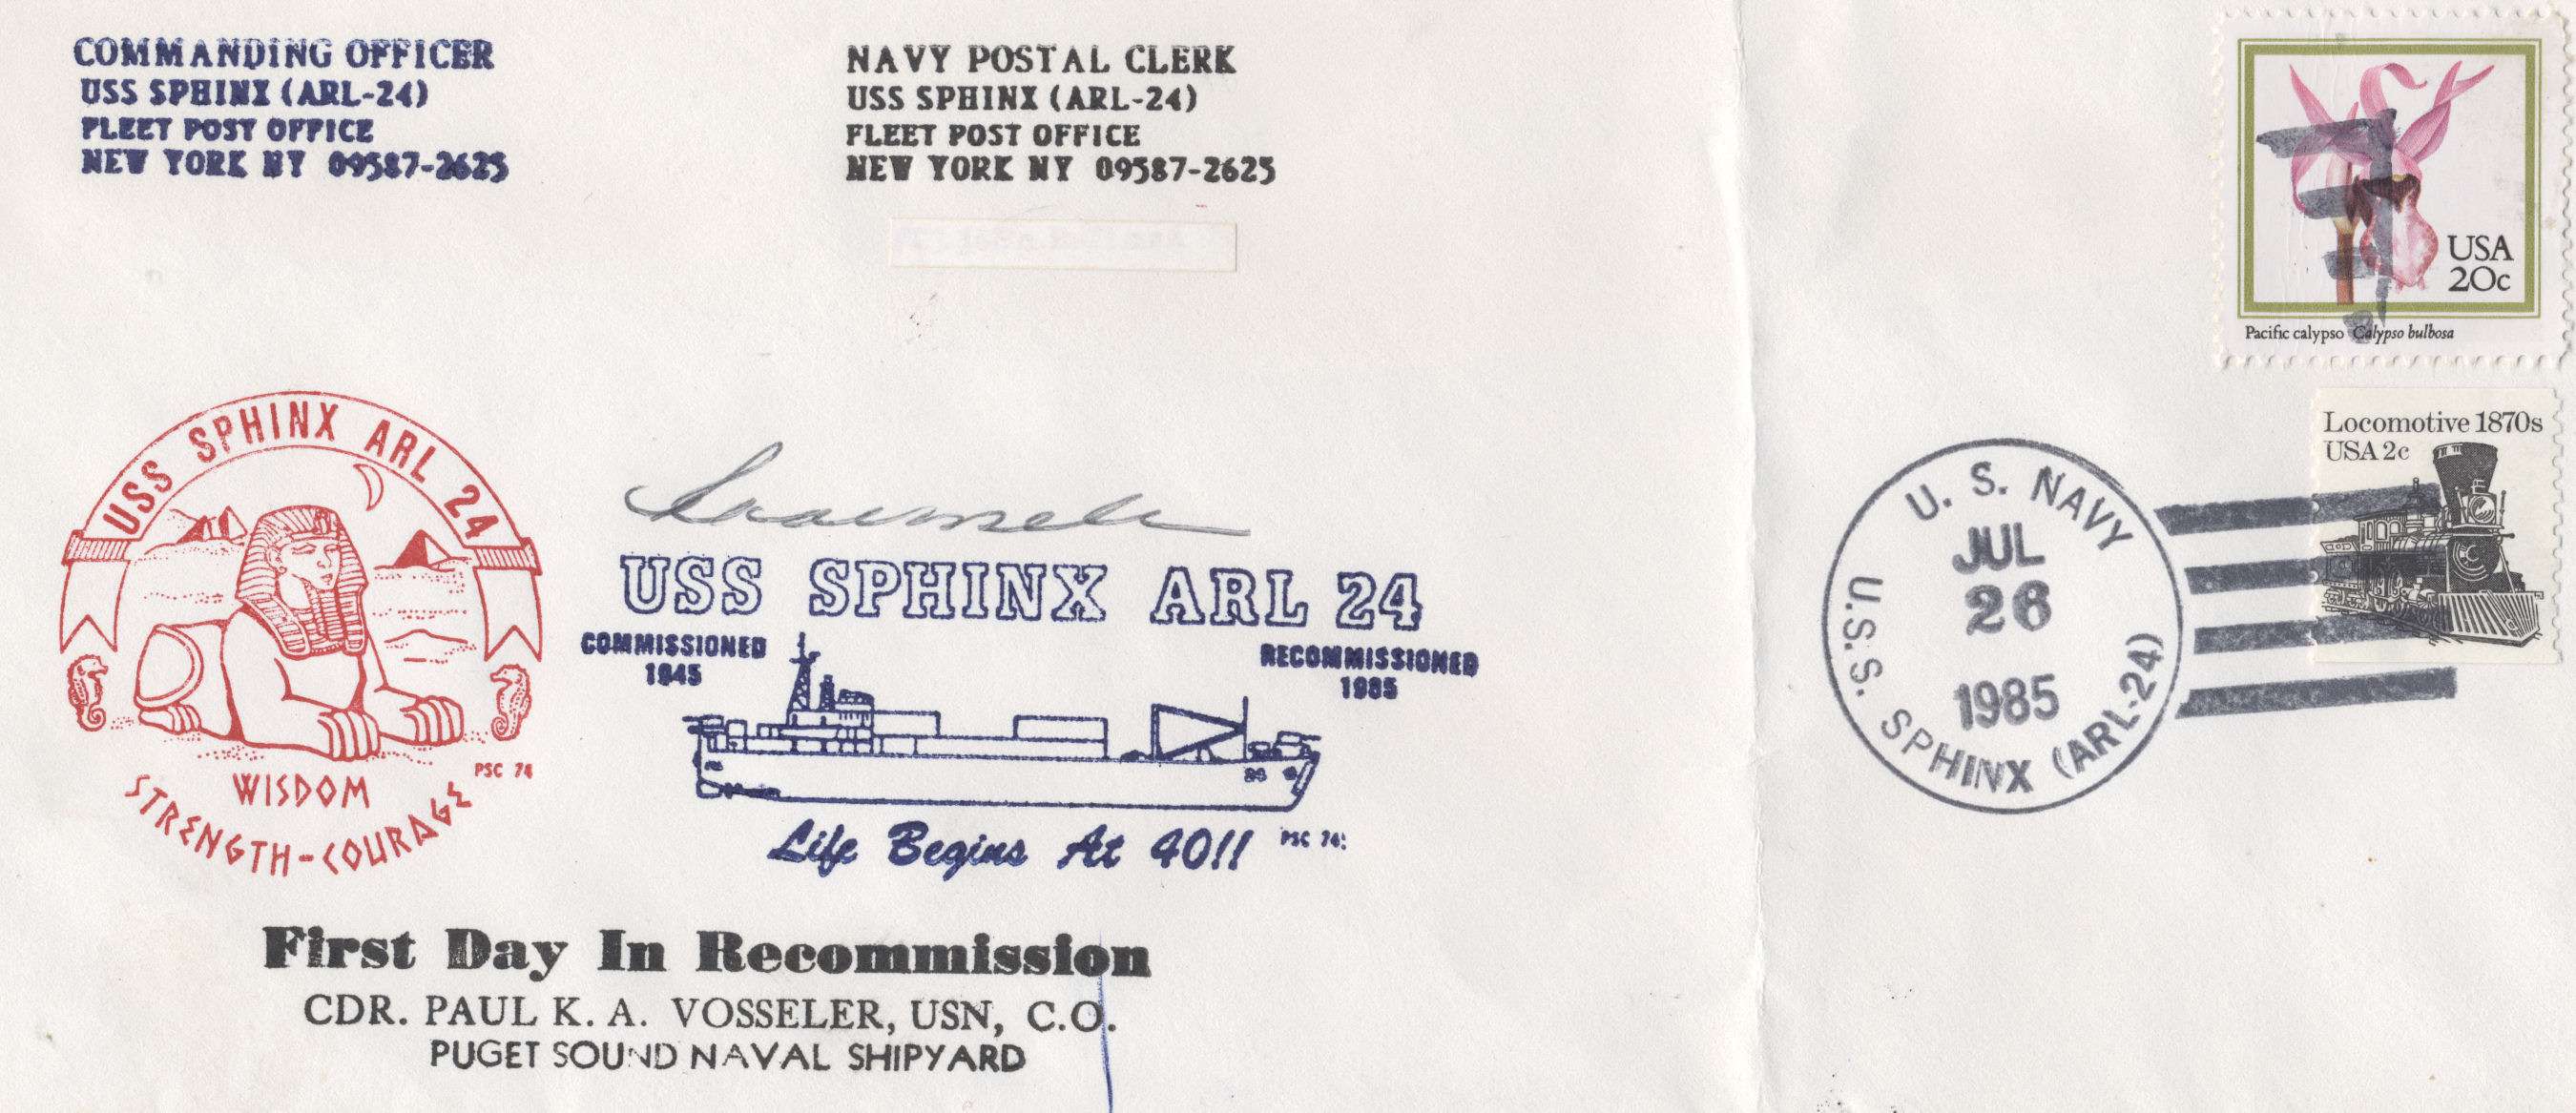 COMMANDING OFFICER
USS SPHINX (ARL-24)
FLEET POST OFFICE
NEW YORK NY 09587-2625
NAVY POSTAL CLERK
USS SPHINX (ARL-24)
FLEET POST OFFICE
NEW YORK NY 09587-2625
USA
20c
Pacific calypso Calypso bulbosa
Locomotive 1870s
USA 2c
U. S. NAVY
JUL
26
1985
U.S.S. SPHINX (ARL-24)
USS SPHINX ARL 24
PSC 74
WISDOM
STRENGTH-COURAGE
USS SPHINX ARL 24
COMMISSIONED
1945
RECOMMISSIONED
1985
Life Begins At 40!!
PSC 74
First Day In Recommission
CDR. PAUL K. A. VOSSELER, USN, C.O.
PUGET SOUND NAVAL SHIPYARD